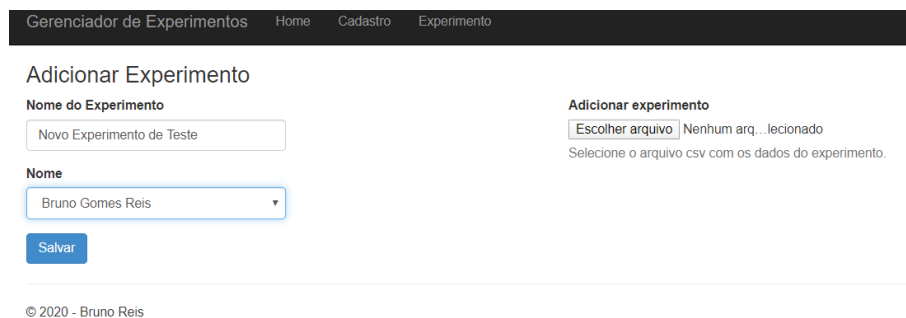 Gerenciador de Experimentos Home Cadastro Experimento
Adicionar Experimento
Nome do Experimento
Novo Experimento de Teste
Nome
Bruno Gomes Reis
Salvar
Adicionar experimento
Escolher arquivo Nenhum arq...lecionado
Selecione o arquivo csv com os dados do experimento.
© 2020 - Bruno Reis